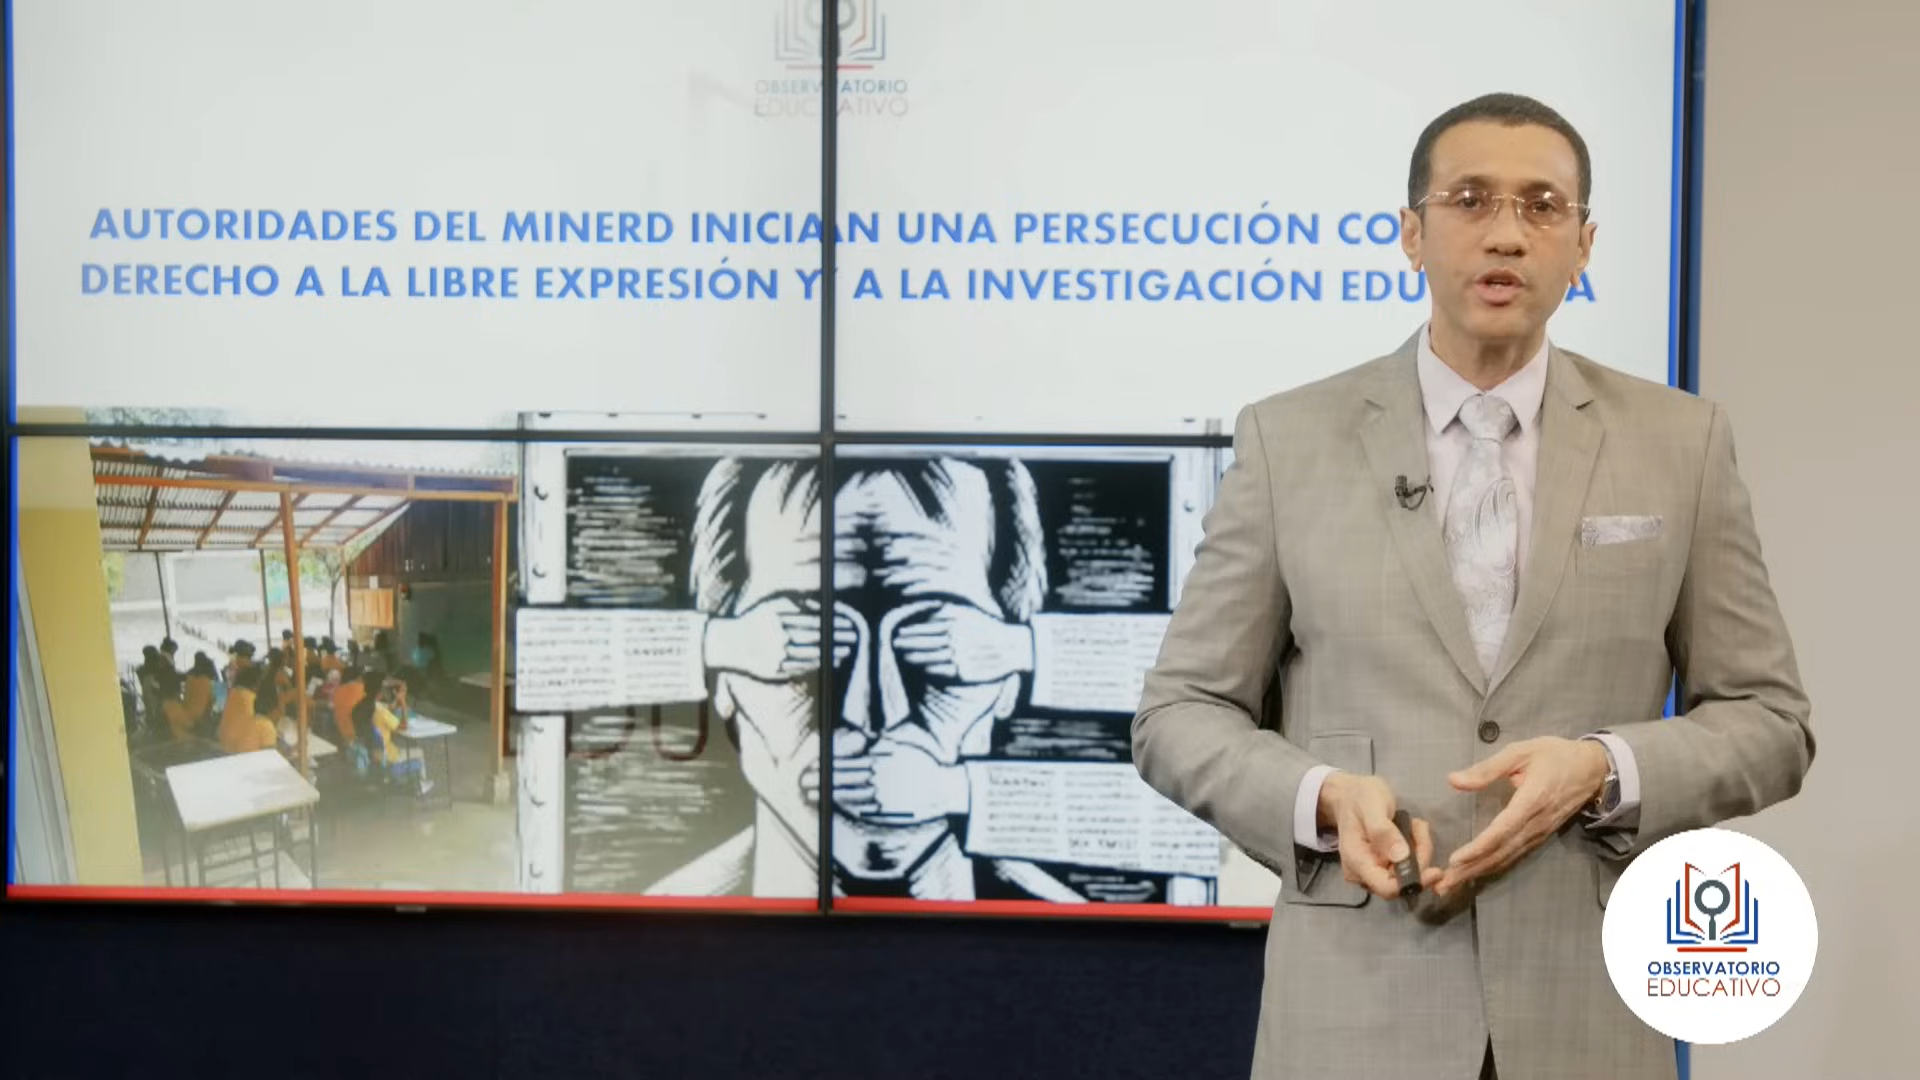 OBSERVATORIO
EDUCATIVO
AUTORIDADES DEL MINERD INICIAN UNA PERSECUCIÓN CO
DERECHO A LA LIBRE EXPRESIÓN Y A LA INVESTIGACIÓN EDU A
OBSERVATORIO
EDUCATIVO